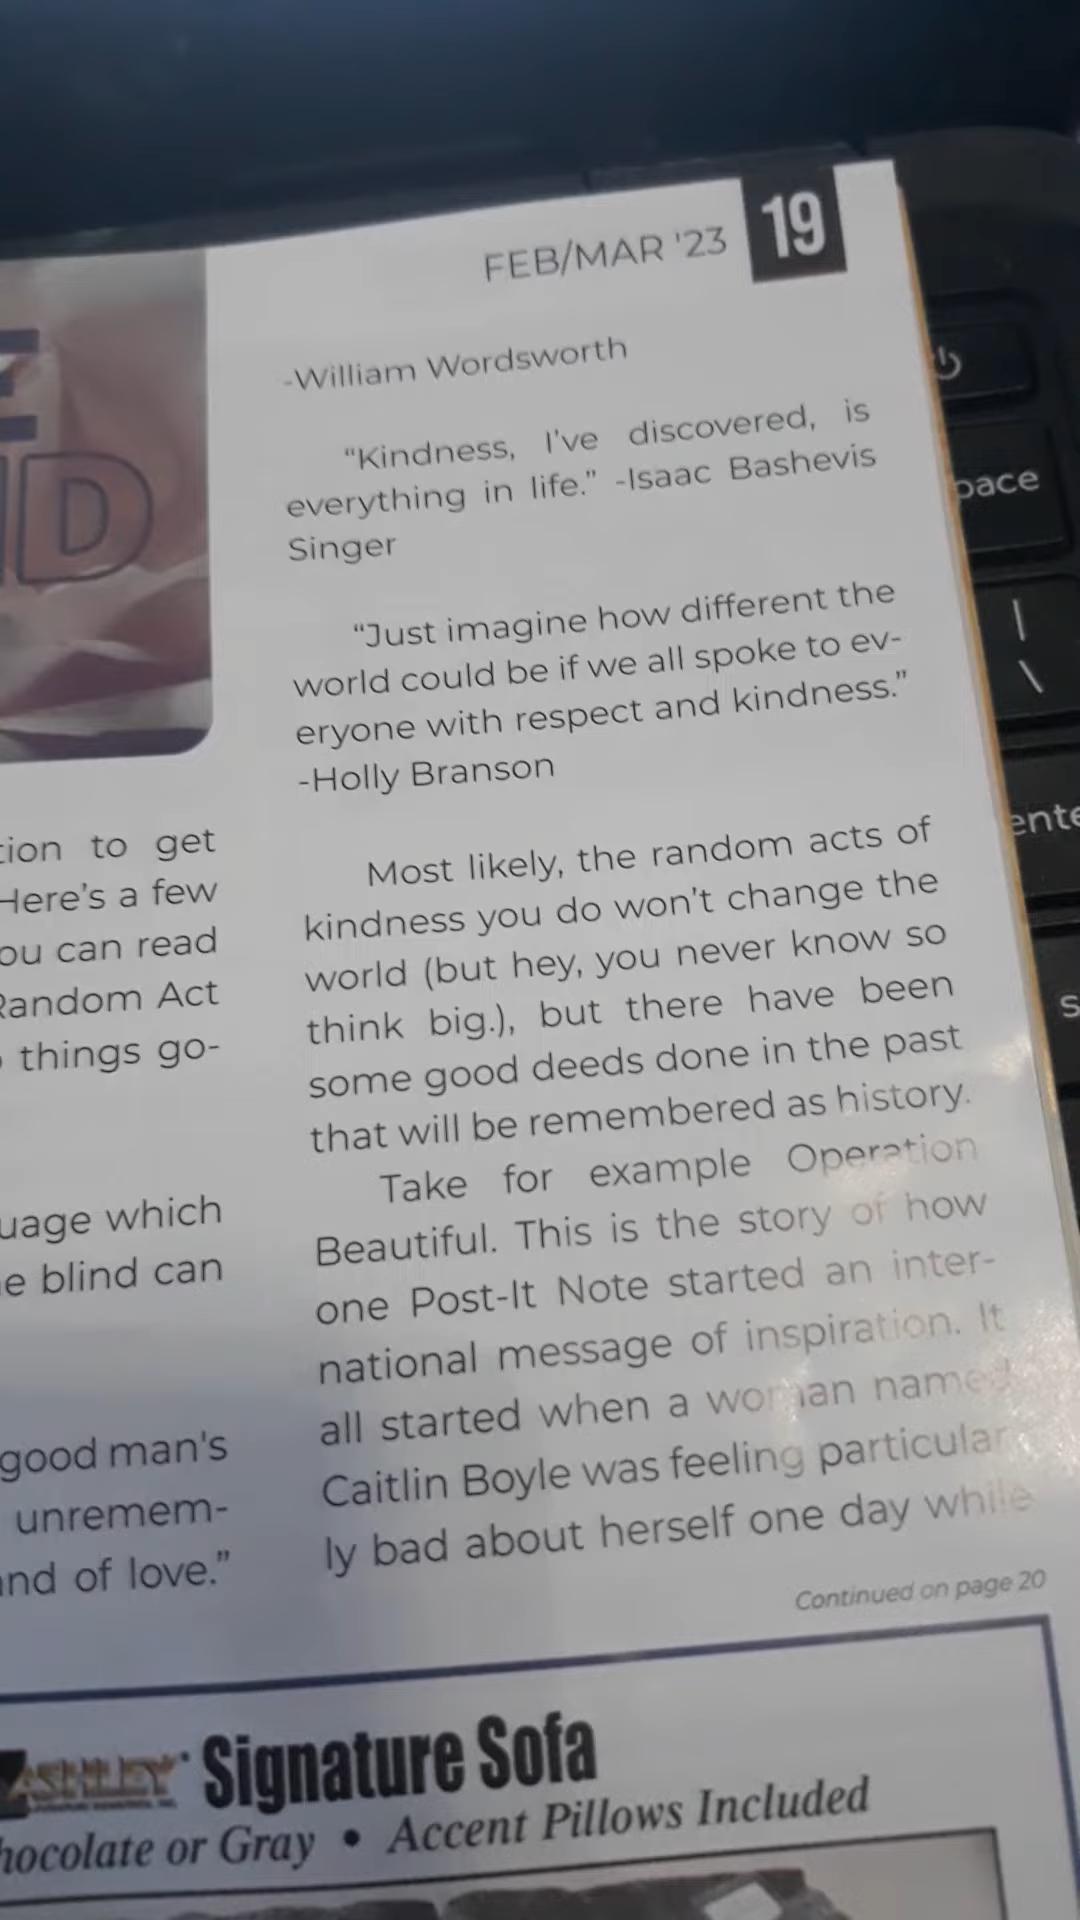 FEB/MAR '23 19
D
tion to get
Here's a few
you can read
Random Act
things go-
uage which
blind can
good man's
unremem-
and of love."
-William Wordsworth
"Kindness, I've discovered, is
everything in life." -Isaac Bashevis
Singer
"Just imagine how different the
world could be if we all spoke to ev-
eryone with respect and kindness."
-Holly Branson
Most likely, the random acts of
kindness you do won't change the
world (but hey, you never know so
think big.), but there have been
some good deeds done in the past
that will be remembered as history.
Take for example Operation
Beautiful. This is the story of how
one Post-It Note started an inter-
national message of inspiration. It
all started when a woman named
Caitlin Boyle was feeling particular
ly bad about herself one day while
Continued on page 20
ASHLEY Signature Sofa
hocolate or Gray • Accent Pillows Included
pace
|
\
ente
s